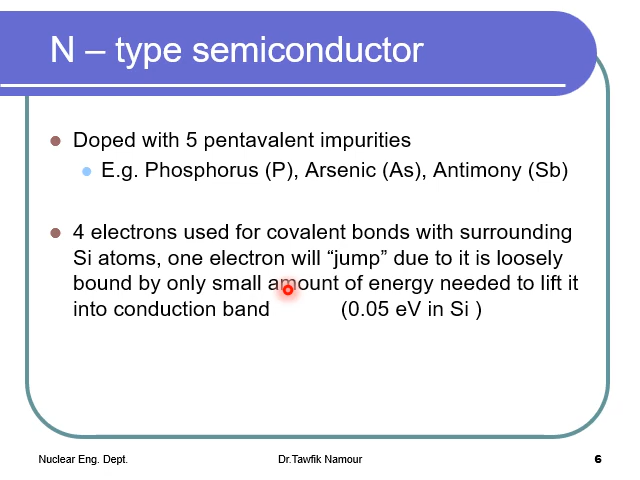 N – type semiconductor
Doped with 5 pentavalent impurities
E.g. Phosphorus (P), Arsenic (As), Antimony (Sb)
4 electrons used for covalent bonds with surrounding
Si atoms, one electron will “jump” due to it is loosely
bound by only small amount of energy needed to lift it
into conduction band (0.05 eV in Si )
Nuclear Eng. Dept. Dr.Tawfik Namour 6